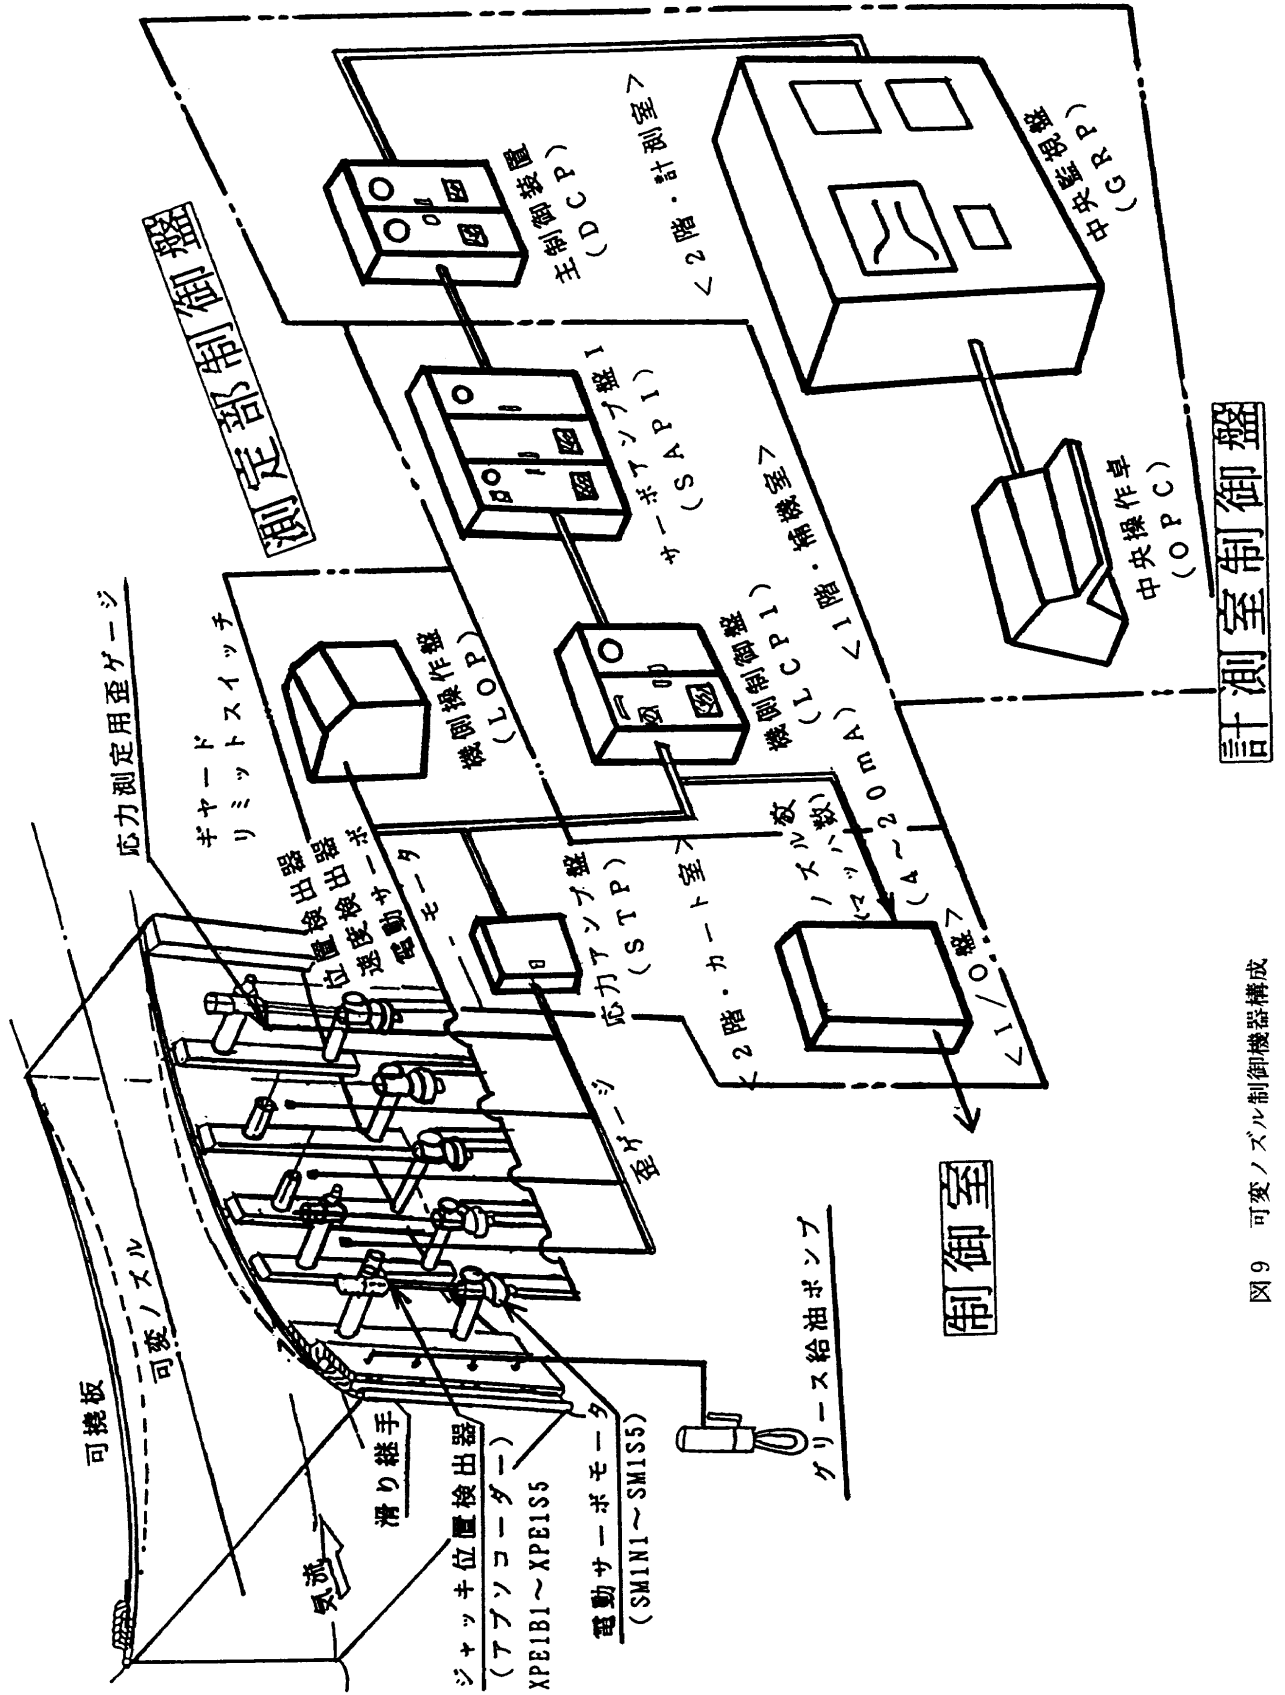 測定部制御盤
応力測定用歪ゲージ
ギヤード
リミットスイッチ
位置検出器
速度検出器
電動サーボ
モータ
可撓板
可変ノズル
気流
滑り継手
ジャッキ位置検出器
(アブソコーダー)
XPE1B1～XPE1S5
電動サーボモータ
(SM1N1～SM1S5)
グリース給油ポンプ
歪ゲージ
機側操作盤
(LOP)
応力アンプ盤
(STP)
<2階・カート室>
サーボアンプ盤1
(SAP1)
機側制御盤
(LCP1)
<1階・補機室>
主制御装置
(DCP)
<2階・計測室>
中央監視盤
(GRP)
中央操作卓
(OPC)
計測室制御盤
ノズル数
(マッハ数)
(4～20mA)
<I/O盤>
制御室
図9 可変ノズル制御機器構成